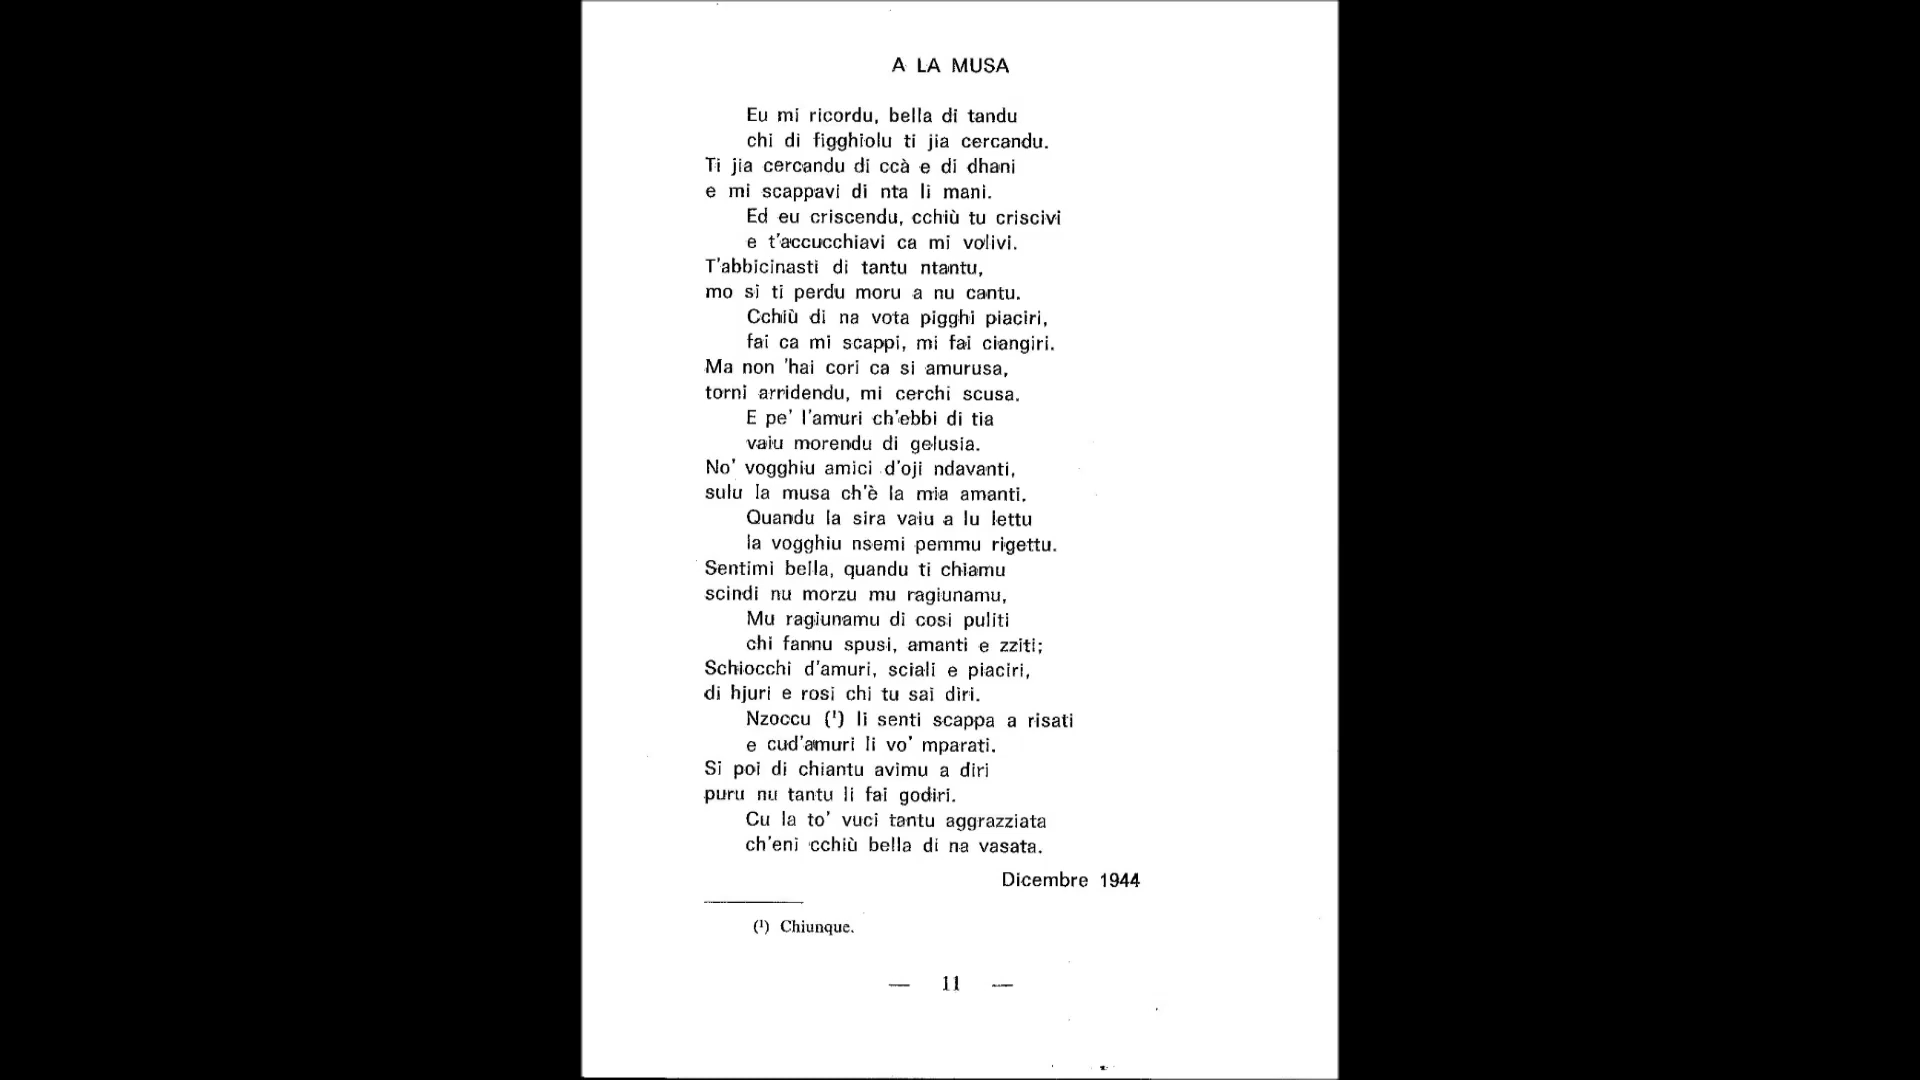 A LA MUSA
Eu mi ricordu, bella di tandu
chi di figghiolu ti jia cercandu.
Ti jia cercandu di ccà e di dhani
e mi scappavi di nta li mani.
Ed eu criscendu, cchiù tu criscivi
e t'accucchiavi ca mi volivi.
T'abbicinasti di tantu ntantu,
mo si ti perdu moru a nu cantu.
Cchiù di na vota pigghi piaciri,
fai ca mi scappi, mi fai ciangiri.
Ma non 'hai cori ca si amurusa,
torni arridendu, mi cerchi scusa.
E pe' l'amuri ch'ebbi di tia
vaiu morendu di gelusia.
No' vogghiu amici d'oji ndavanti,
sulu la musa ch'è la mia amanti.
Quandu la sira vaiu a lu lettu
la vogghiu nsemi pemmu rigettu.
Sentimi bella, quandu ti chiamu
scindi nu morzu mu ragiunamu,
Mu ragiunamu di cosi puliti
chi fannu spusi, amanti e zziti;
Schiocchi d'amuri, sciali e piaciri,
di hjuri e rosi chi tu sai diri.
Nzoccu (¹) li senti scappa a risati
e cud'amuri li vo' mparati.
Si poi di chiantu avimu a diri
puru nu tantu li fai godiri.
Cu la to' vuci tantu aggrazziata
ch'eni cchiù bella di na vasata.
Dicembre 1944
(¹) Chiunque.
— 11 —